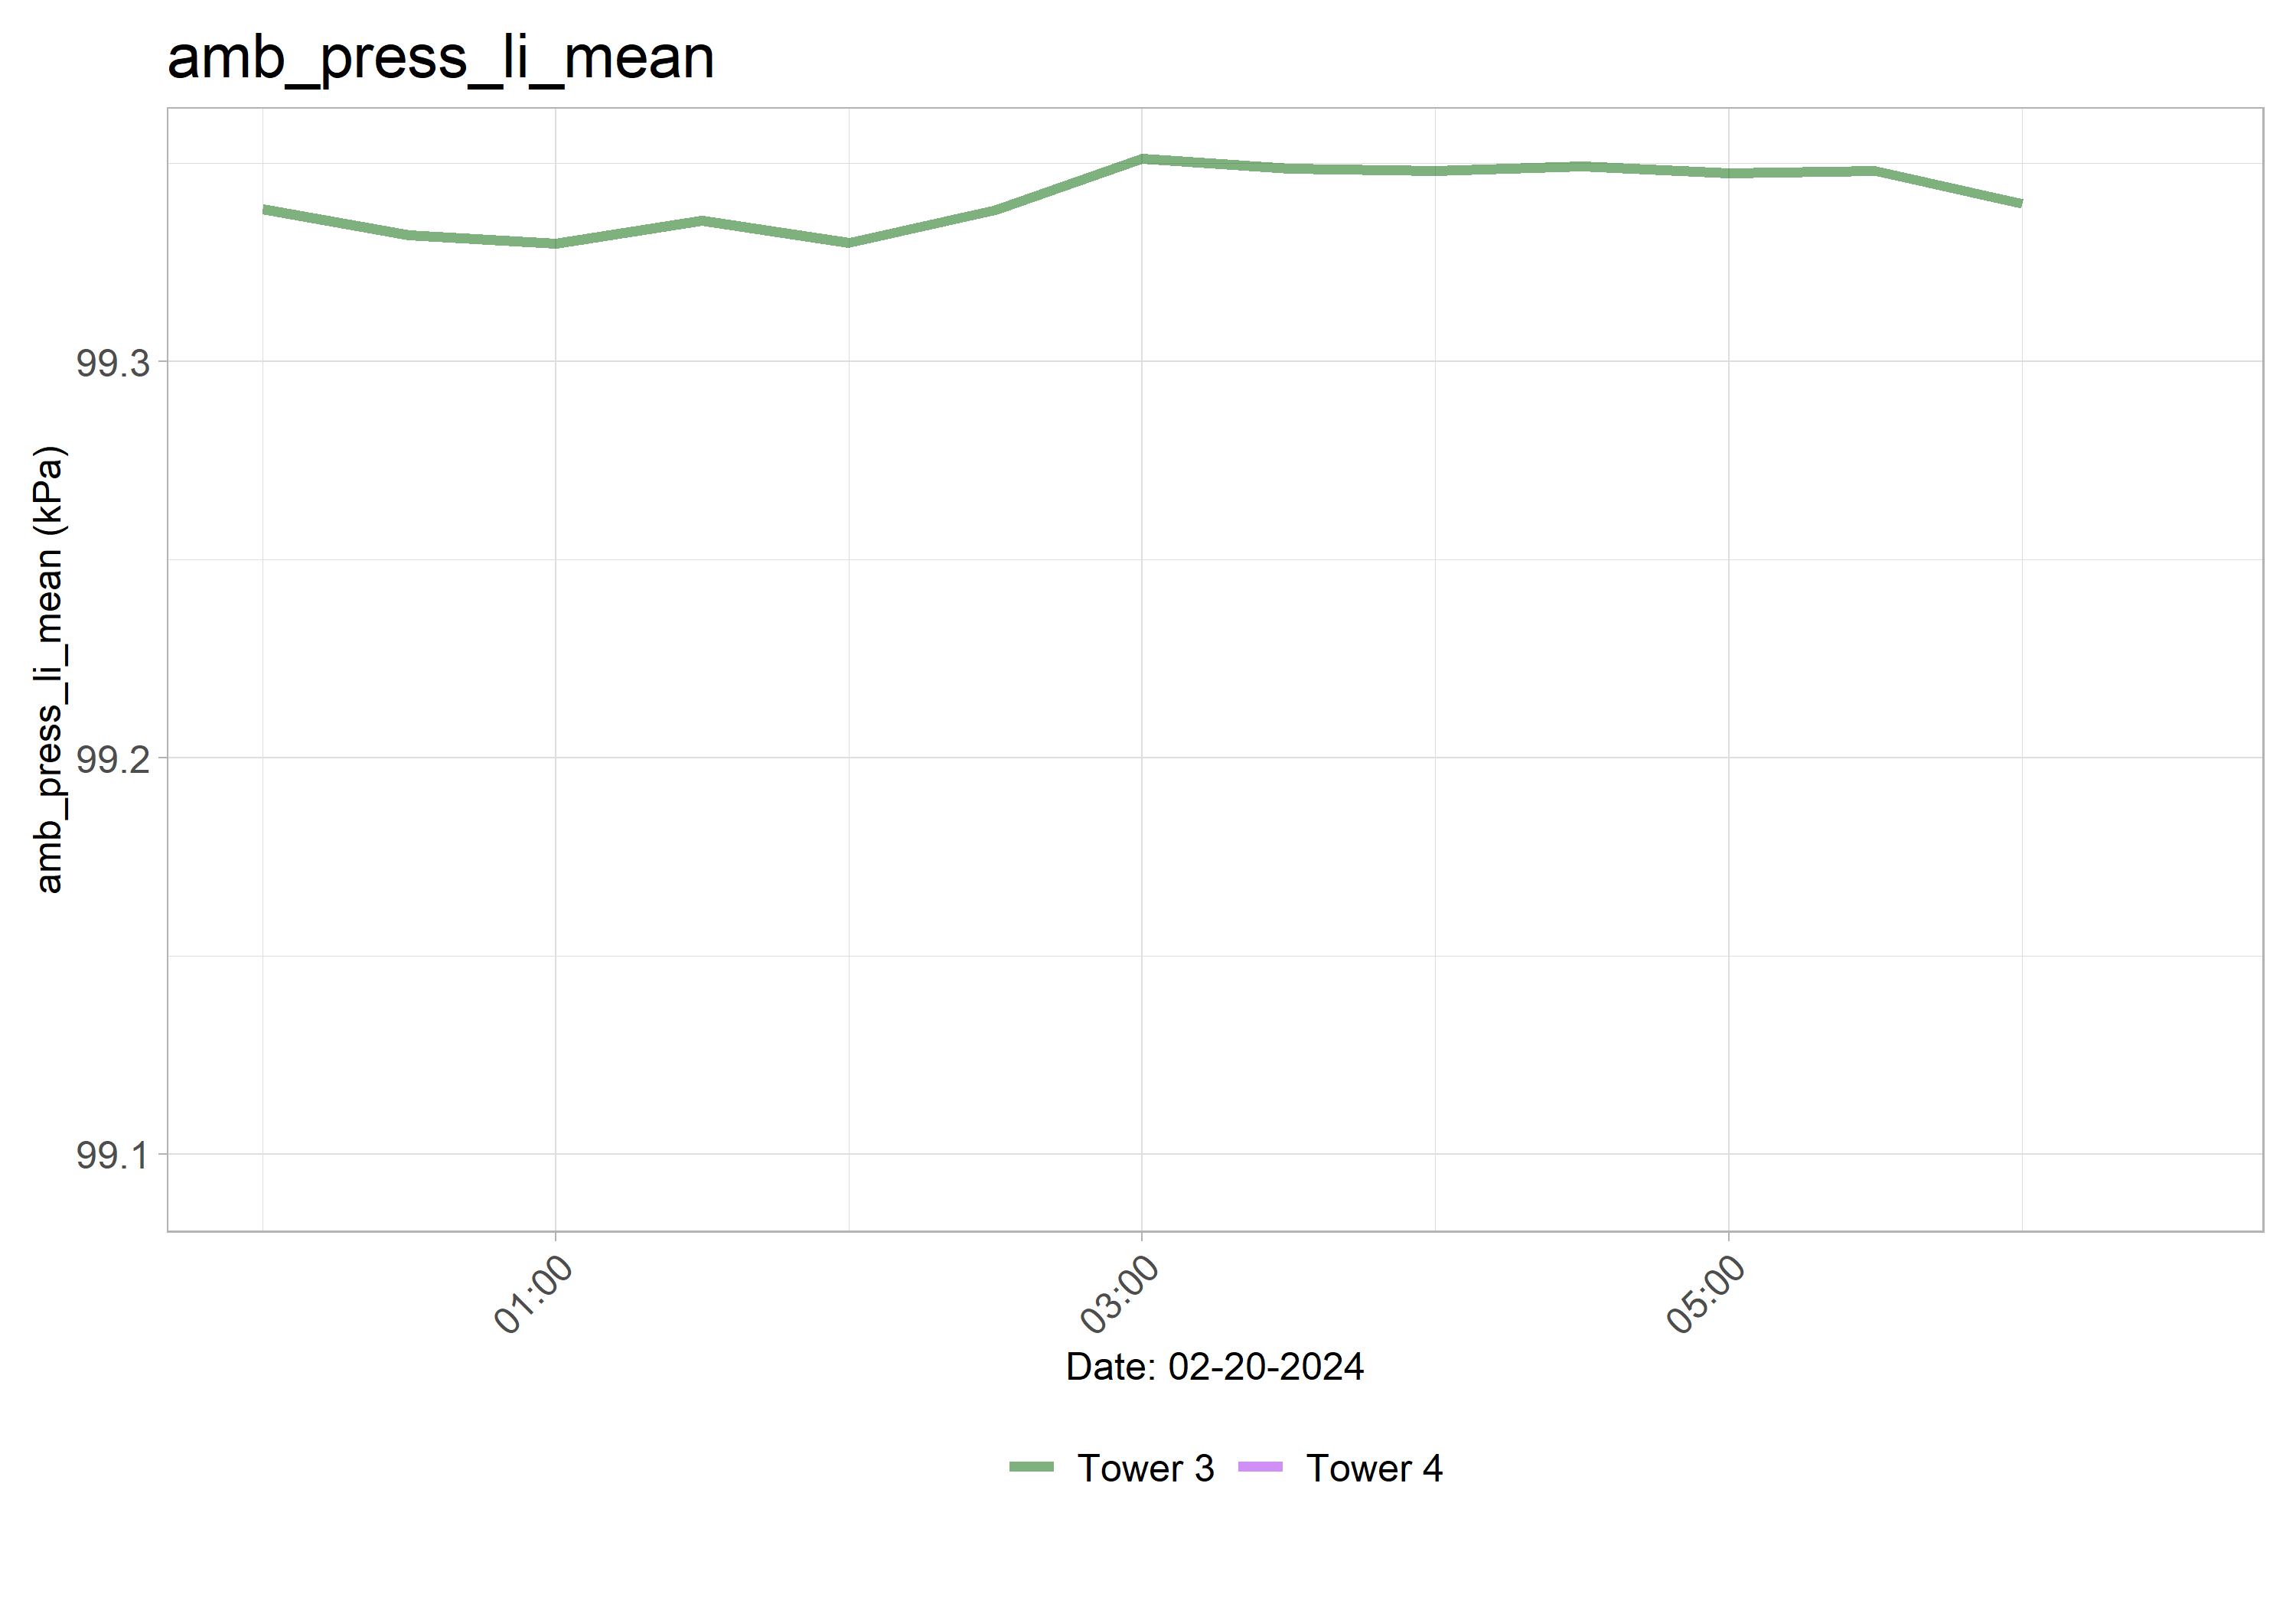 amb_press_li_mean
amb_press_li_mean (kPa)
99.3
99.2
99.1
01:00
03:00
05:00
Date: 02-20-2024
Tower 3
Tower 4